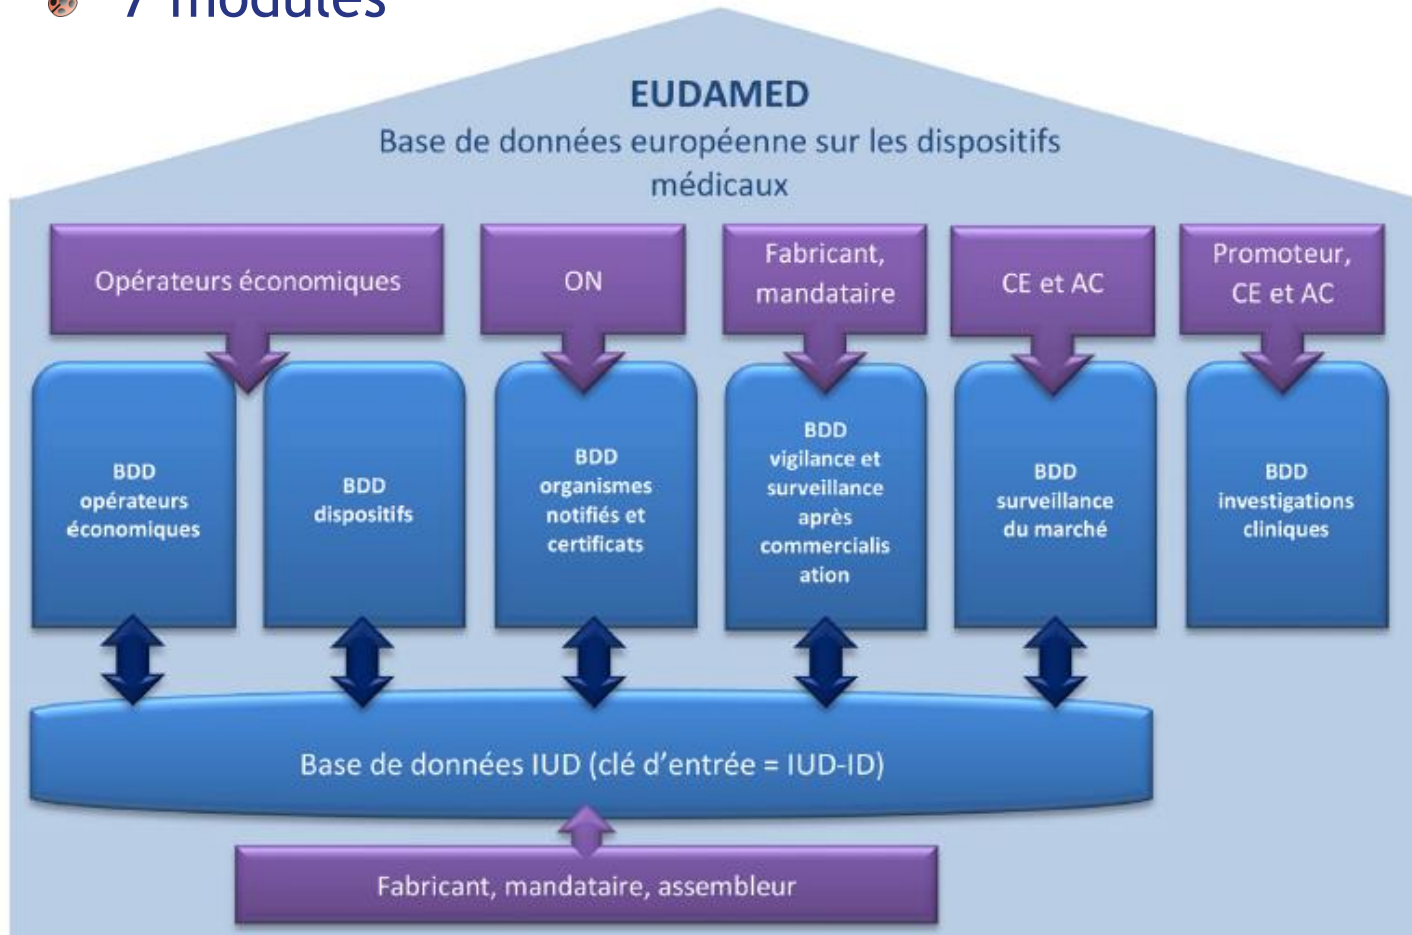 7 modules
EUDAMED
Base de données européenne sur les dispositifs
médicaux
Opérateurs économiques
ON
Fabricant,
mandataire
CE et AC
Promoteur,
CE et AC
BDD
opérateurs
économiques
BDD
dispositifs
BDD
organismes
notifiés et
certificats
BDD
vigilance et
surveillance
après
commercialis
ation
BDD
surveillance
du marché
BDD
investigations
cliniques
Base de données IUD (clé d’entrée = IUD-ID)
Fabricant, mandataire, assembleur